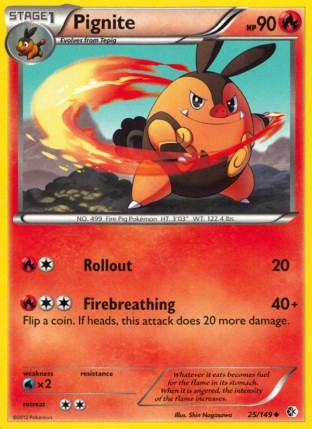 STAGE1 Pignite HP90
Evolves from Tepig
NO. 499 Fire Pig Pokémon HT. 3'03" WT. 122.4 lbs.
Rollout 20
Firebreathing 40+
Flip a coin. If heads, this attack does 20 more damage.
weakness resistance
×2
retreat
Whatever it eats becomes fuel
for the flame in its stomach.
When it is angered, the intensity
of the flame increases.
©2012 Pokémon Illus. Shin Nagasawa 25/149